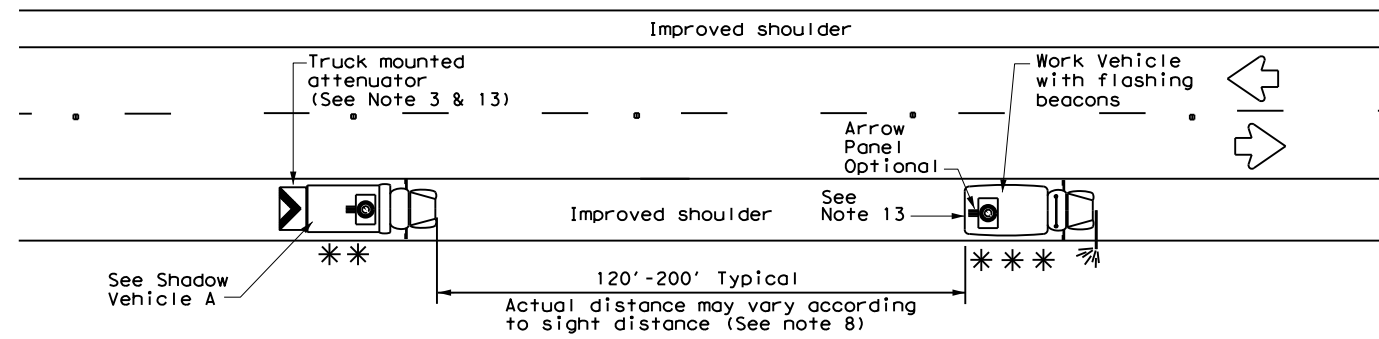 Improved shoulder
Truck mounted
attenuator
(See Note 3 & 13)
Work Vehicle
with flashing
beacons
Arrow
Panel
Optional
See
Note 13
Improved shoulder
See Shadow
Vehicle A
120'-200' Typical
Actual distance may vary according
to sight distance (See note 8)